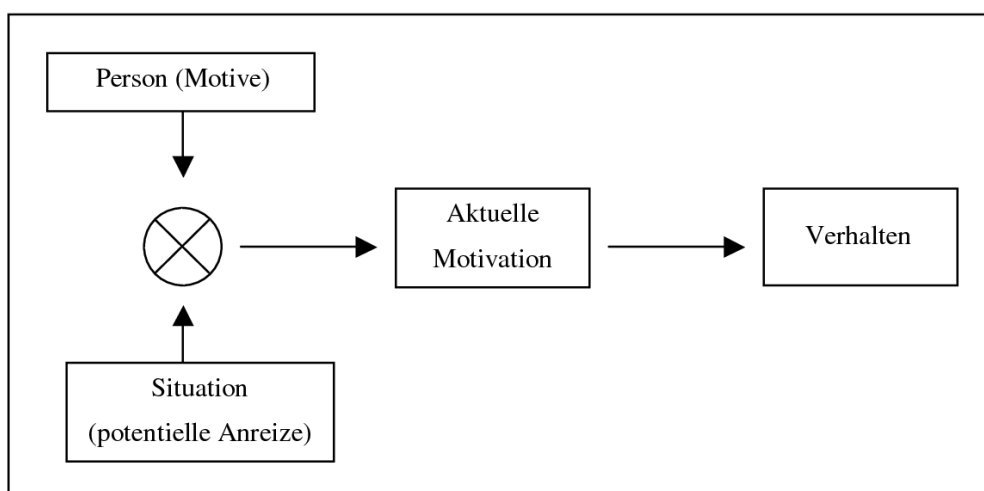 Person (Motive)
Aktuelle
Motivation
Verhalten
Situation
(potentielle Anreize)